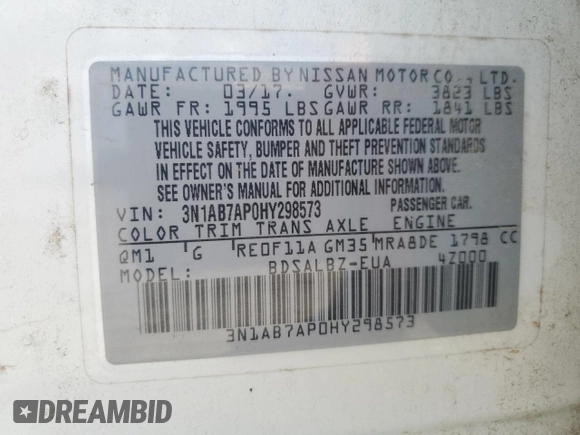 MANUFACTURED BY NISSAN MOTOR CO., LTD.
DATE: 03/17. GVWR: 3823 LBS
GAWR FR: 1995 LBS GAWR RR: 1841 LBS
THIS VEHICLE CONFORMS TO ALL APPLICABLE FEDERAL MOTOR
VEHICLE SAFETY, BUMPER AND THEFT PREVENTION STANDARDS
IN EFFECT ON THE DATE OF MANUFACTURE SHOWN ABOVE.
SEE OWNER'S MANUAL FOR ADDITIONAL INFORMATION.
VIN: 3N1AB7AP0HY298573 PASSENGER CAR.
COLOR TRIM TRANS AXLE ENGINE
QM1 G RE0F11A GM35 MRA8DE 1798 CC
MODEL: BDSALBZ-EUA 4Z000
3N1AB7AP0HY298573
DREAMBID